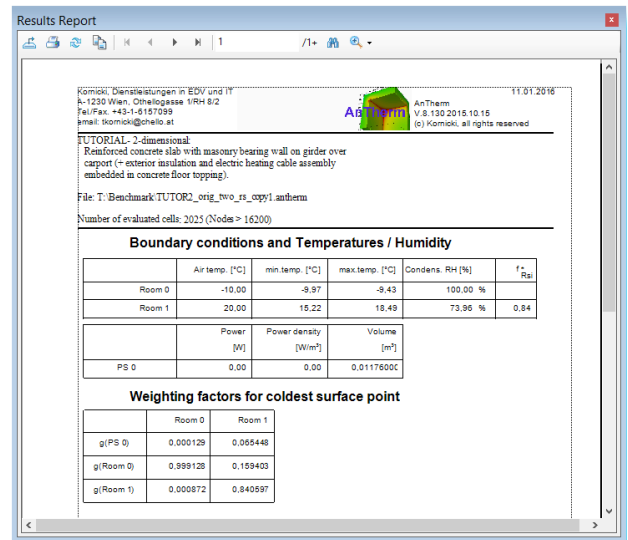 Results Report
1 /1+
Kornicki, Dienstleistungen in EDV und IT
A-1230 Wien, Othellogasse 1/RH 8/2
Tel/Fax. +43-1-6157099
email: tkornicki@chello.at
AnTherm
AnTherm
V.8.130 2015.10.15
(c) Kornicki, all rights reserved
11.01.2016
TUTORIAL- 2-dimensional:
Reinforced concrete slab with masonry bearing wall on girder over
carport (+ exterior insulation and electric heating cable assembly
embedded in concrete floor topping).
File: T:\Benchmark\TUTOR2_orig_two_rs_copy1.antherm
Number of evaluated cells: 2025 (Nodes > 16200)
Boundary conditions and Temperatures / Humidity
Air temp. [°C] min.temp. [°C] max.temp. [°C] Condens. RH [%] f*Rsi
Room 0 -10,00 -9,97 -9,43 100,00 %
Room 1 20,00 15,22 18,49 73,96 % 0,84
Power Power density Volume
[W] [W/m³] [m³]
PS 0 0,00 0,00 0,01176000
Weighting factors for coldest surface point
Room 0 Room 1
g(PS 0) 0,000129 0,065448
g(Room 0) 0,999128 0,159403
g(Room 1) 0,000872 0,840597